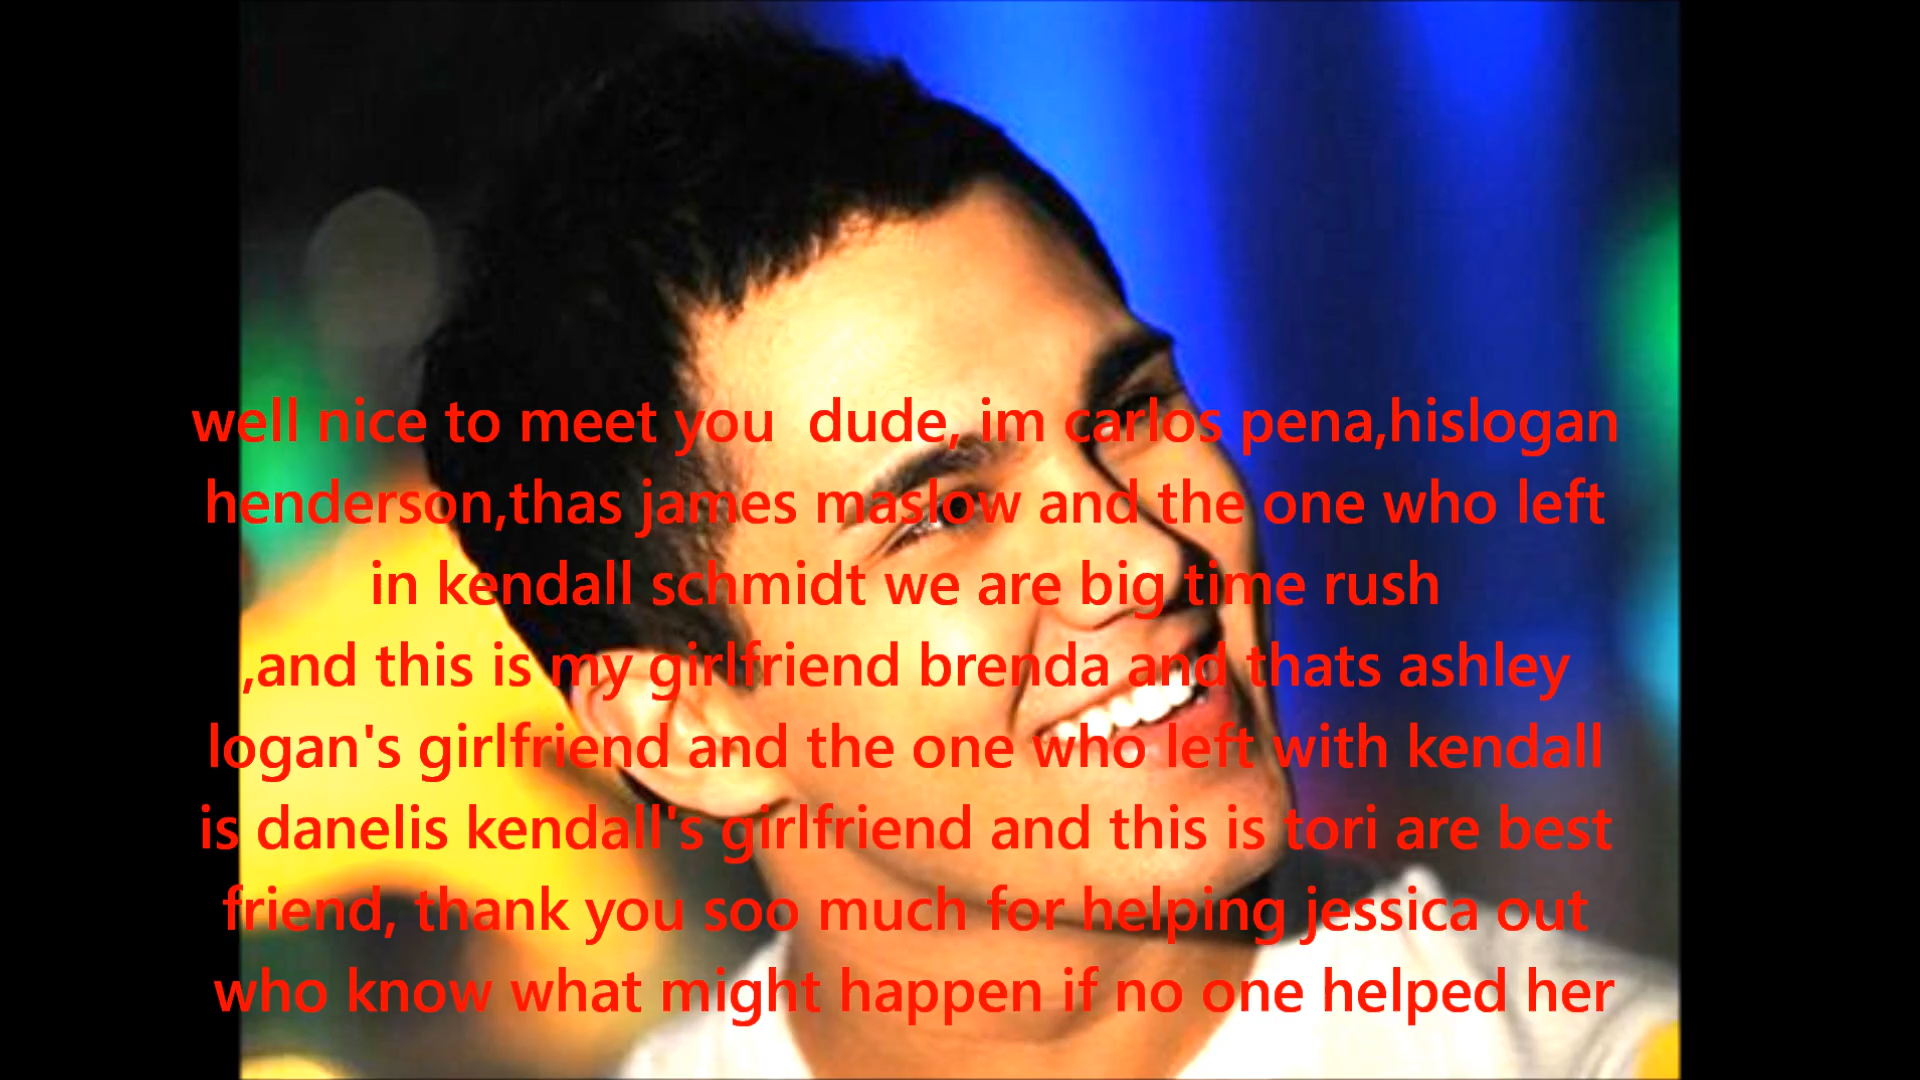 well nice to meet you  dude, im carlos pena,hislogan
henderson,thas james maslow and the one who left
in kendall schmidt we are big time rush
,and this is my girlfriend brenda and thats ashley
logan's girlfriend and the one who left with kendall
is danelis kendall's girlfriend and this is tori are best
friend, thank you soo much for helping jessica out
who know what might happen if no one helped her